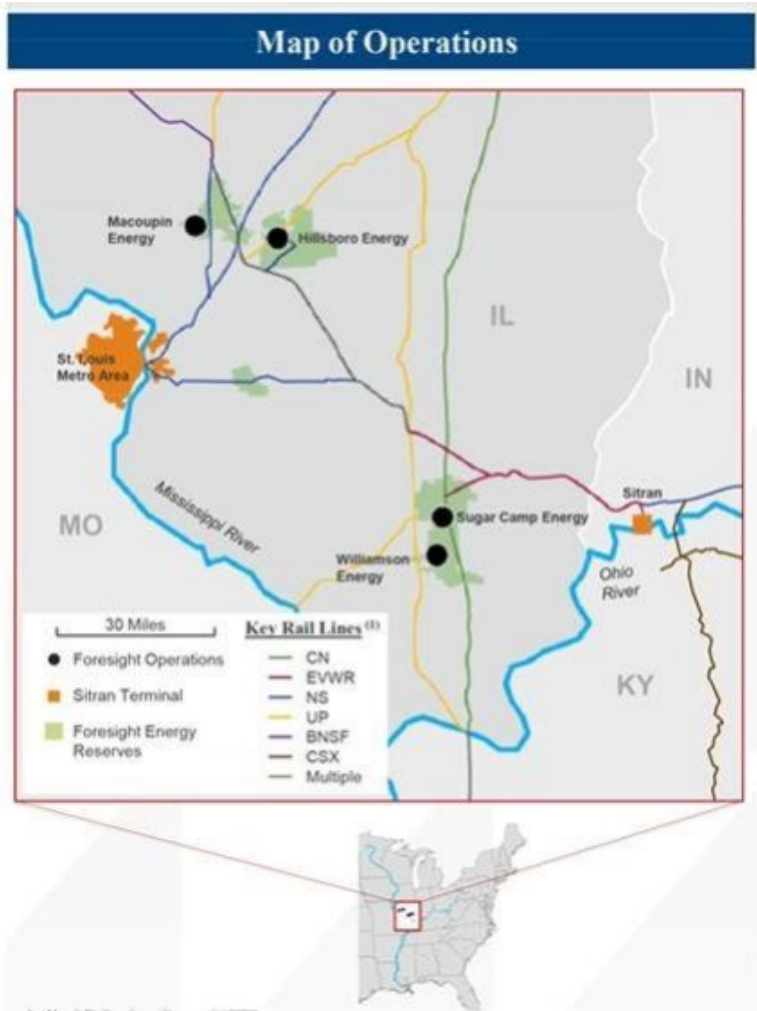 Map of Operations
Macoupin
Energy
Hillsboro Energy
IL
St. Louis
Metro Area
IN
Mississippi River
MO
Sitran
Sugar Camp Energy
Williamson
Energy
Ohio
River
KY
30 Miles
Foresight Operations
Sitran Terminal
Foresight Energy
Reserves
Key Rail Lines (1)
CN
EVWR
NS
UP
BNSF
CSX
Multiple